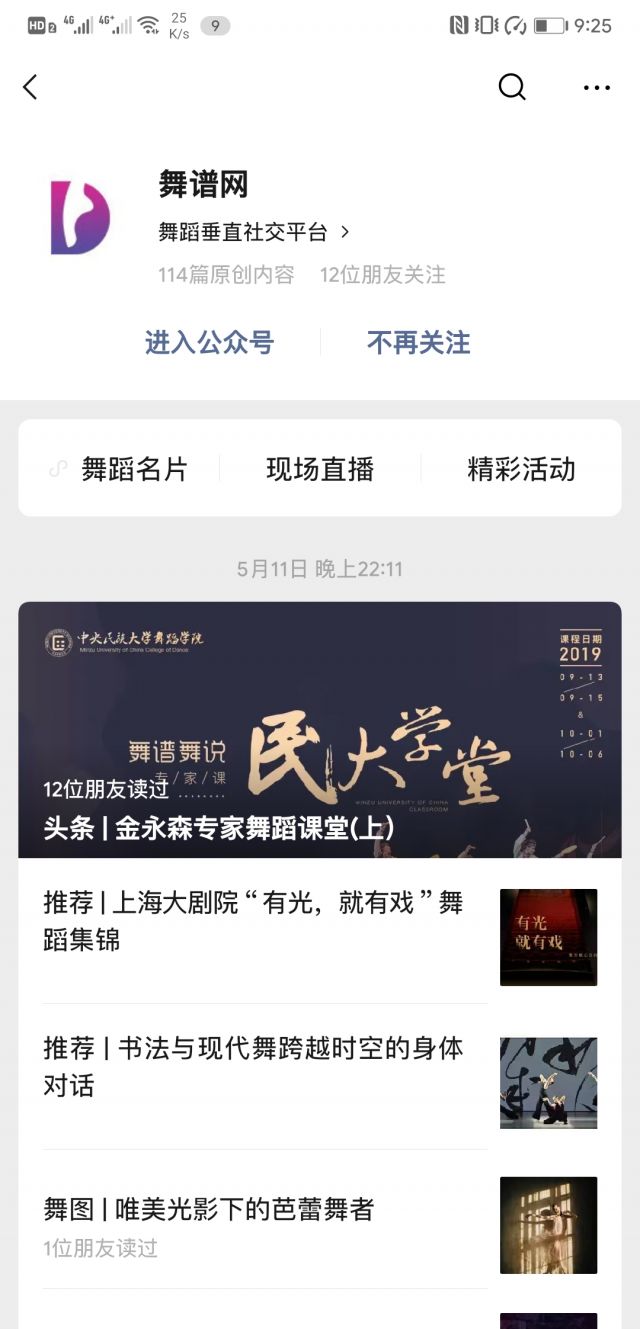 HD 2 4G 4G+ 25 K/s 9 9:25
舞谱网
舞蹈垂直社交平台
114篇原创内容 12位朋友关注
进入公众号 不再关注
舞蹈名片 现场直播 精彩活动
5月11日 晚上22:11
中央民族大学舞蹈学院
Minzu University of China College of Dance
课程日期
2019
09-13
09-15
&
10-01
10-06
舞谱舞说
专/家/课
民大学堂
MINZU UNIVERSITY OF CHINA
CLASSROOM
12位朋友读过
头条 | 金永森专家舞蹈课堂(上)
推荐 | 上海大剧院“有光，就有戏”舞
蹈集锦
有光
就有戏
推荐 | 书法与现代舞跨越时空的身体
对话
舞图 | 唯美光影下的芭蕾舞者
1位朋友读过